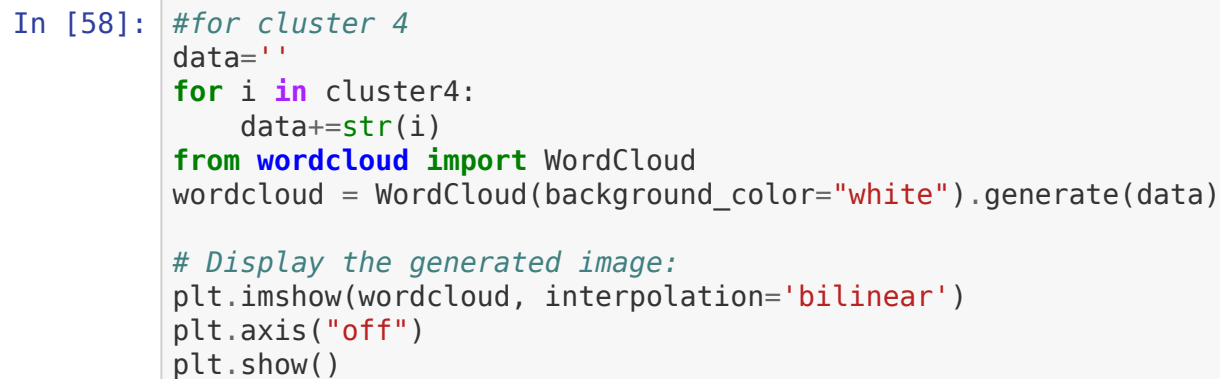 In [58]: #for cluster 4
data=''
for i in cluster4:
    data+=str(i)
from wordcloud import WordCloud
wordcloud = WordCloud(background_color="white").generate(data)

# Display the generated image:
plt.imshow(wordcloud, interpolation='bilinear')
plt.axis("off")
plt.show()